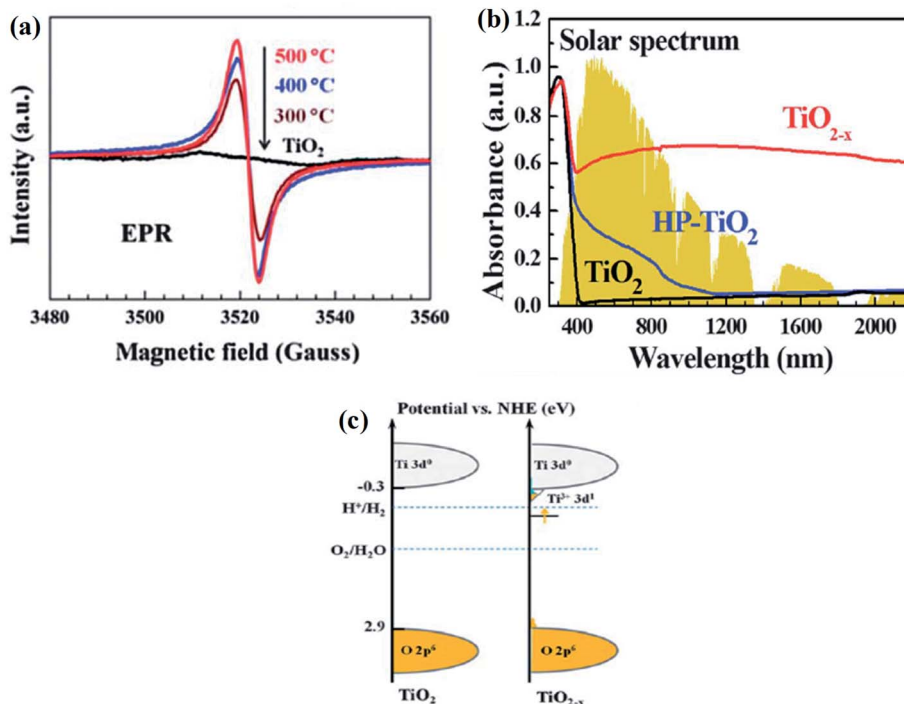 (a)
500 °C
400 °C
300 °C
TiO₂
EPR
Intensity (a.u.)
3480 3500 3520 3540 3560
Magnetic field (Gauss)
(b)
Solar spectrum
TiO₂₋ₓ
HP-TiO₂
TiO₂
Absorbance (a.u.)
1.2
1.0
0.8
0.6
0.4
0.2
0.0
400 800 1200 1600 2000
Wavelength (nm)
(c)
Potential vs. NHE (eV)
Ti 3d⁰ Ti 3d⁰
-0.3
Ti³⁺ 3d¹
H⁺/H₂
O₂/H₂O
2.9
O 2p⁶ O 2p⁶
TiO₂ TiO₂₋ₓ